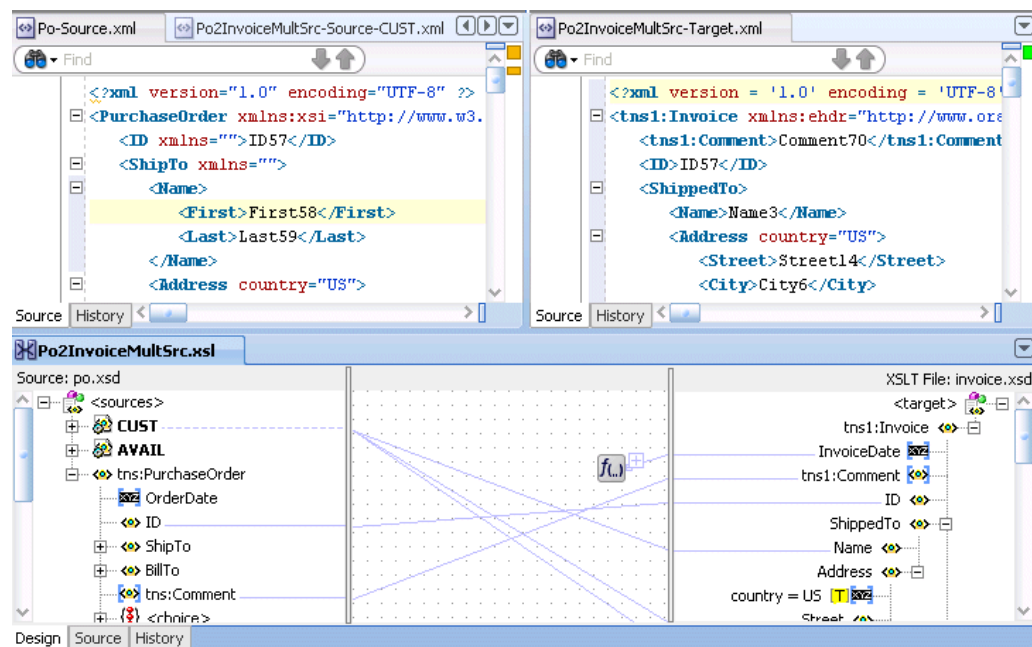 Po-Source.xml
Po2InvoiceMultSrc-Source-CUST.xml
Find
<?xml version="1.0" encoding="UTF-8" ?>
<PurchaseOrder xmlns:xsi="http://www.w3.
<ID xmlns="">ID57</ID>
<ShipTo xmlns="">
<Name>
<First>First58</First>
<Last>Last59</Last>
</Name>
<Address country="US">
Source History
Po2InvoiceMultSrc-Target.xml
Find
<?xml version = '1.0' encoding = 'UTF-8'
<tns1:Invoice xmlns:ehdr="http://www.ora
<tns1:Comment>Comment70</tns1:Comment
<ID>ID57</ID>
<ShippedTo>
<Name>Name3</Name>
<Address country="US">
<Street>Street14</Street>
<City>City6</City>
Source History
Po2InvoiceMultSrc.xsl
Source: po.xsd
<sources>
CUST
AVAIL
tns:PurchaseOrder
XYZ OrderDate
ID
ShipTo
BillTo
tns:Comment
<choice>
f(..)
XSLT File: invoice.xsd
<target>
tns1:Invoice
InvoiceDate XYZ
tns1:Comment
ID
ShippedTo
Name
Address
country = US [T] XYZ
Street
Design Source History